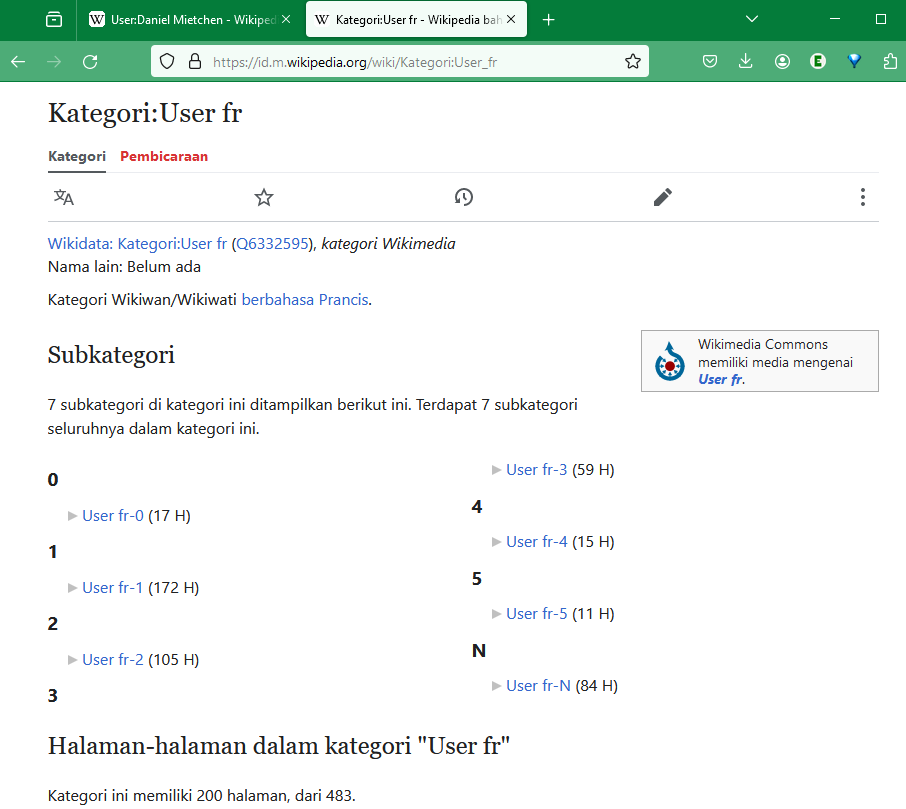 User:Daniel Mietchen - Wikiped
Kategori:User fr - Wikipedia bah
https://id.m.wikipedia.org/wiki/Kategori:User_fr
Kategori:User fr
Kategori Pembicaraan
Wikidata: Kategori:User fr (Q6332595), kategori Wikimedia
Nama lain: Belum ada
Kategori Wikiwan/Wikiwati berbahasa Prancis.
Wikimedia Commons
memiliki media mengenai
User fr.
Subkategori
7 subkategori di kategori ini ditampilkan berikut ini. Terdapat 7 subkategori
seluruhnya dalam kategori ini.
0
User fr-0 (17 H)
1
User fr-1 (172 H)
2
User fr-2 (105 H)
3
User fr-3 (59 H)
4
User fr-4 (15 H)
5
User fr-5 (11 H)
N
User fr-N (84 H)
Halaman-halaman dalam kategori "User fr"
Kategori ini memiliki 200 halaman, dari 483.